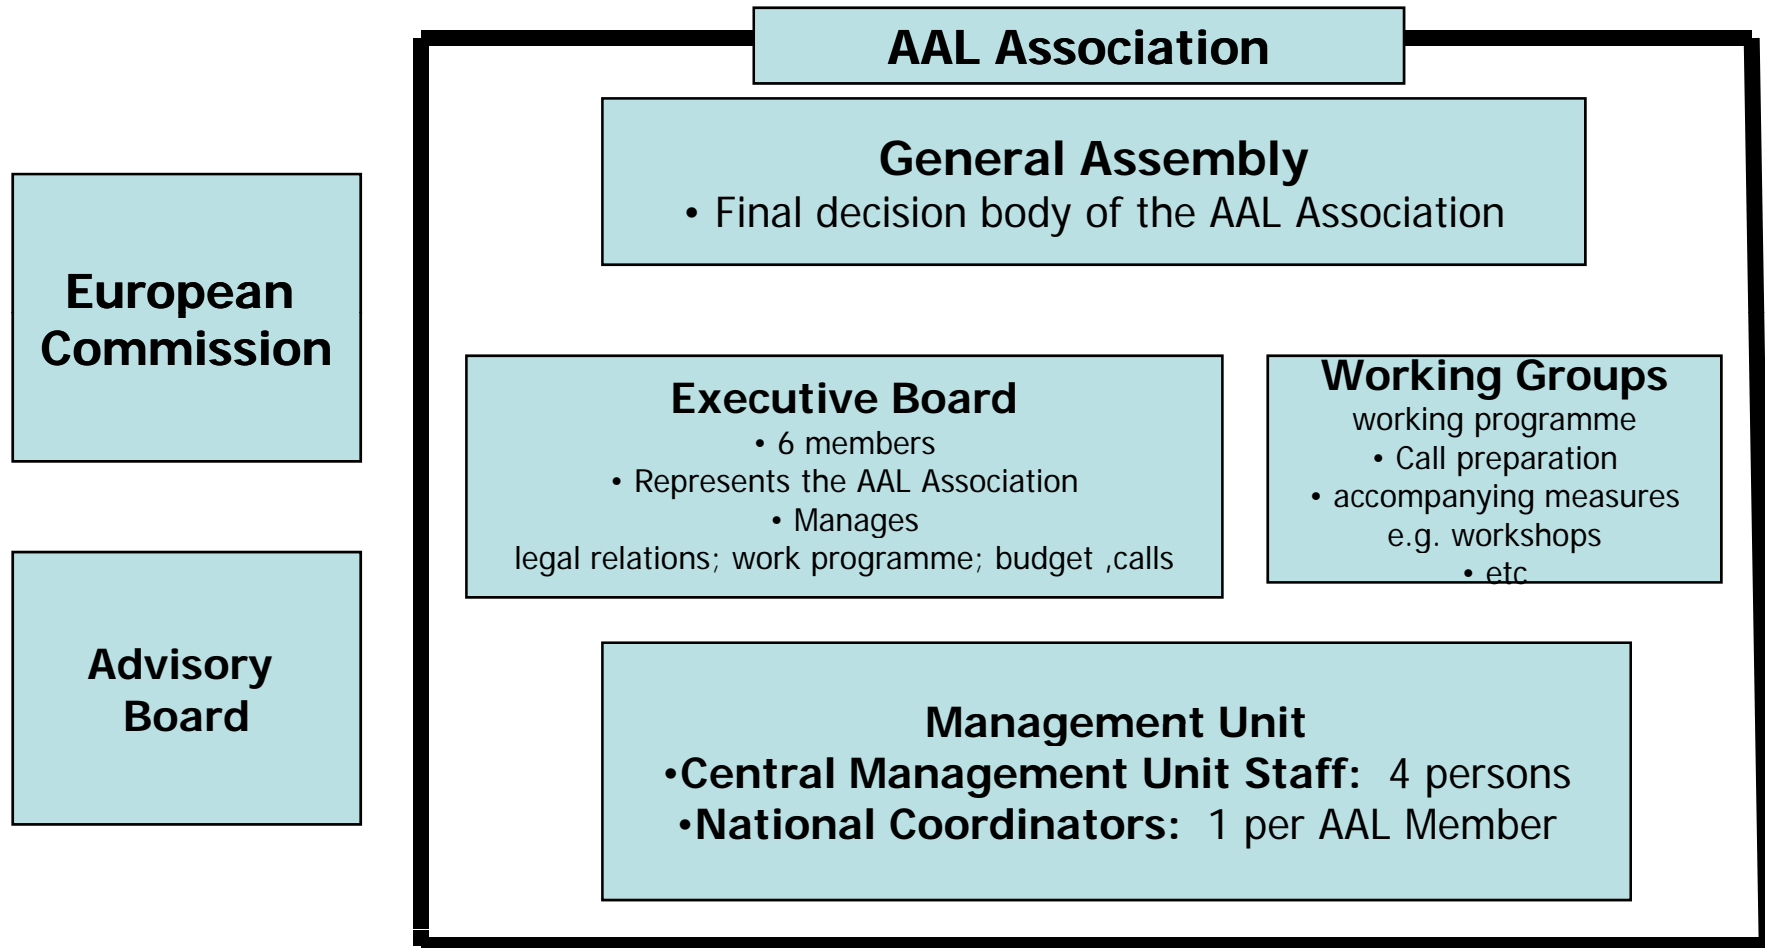 AAL Association
General Assembly
• Final decision body of the AAL Association
European
Commission
Executive Board
• 6 members
• Represents the AAL Association
• Manages
legal relations; work programme; budget ,calls
Working Groups
working programme
• Call preparation
• accompanying measures
e.g. workshops
• etc
Advisory
Board
Management Unit
•Central Management Unit Staff: 4 persons
•National Coordinators: 1 per AAL Member